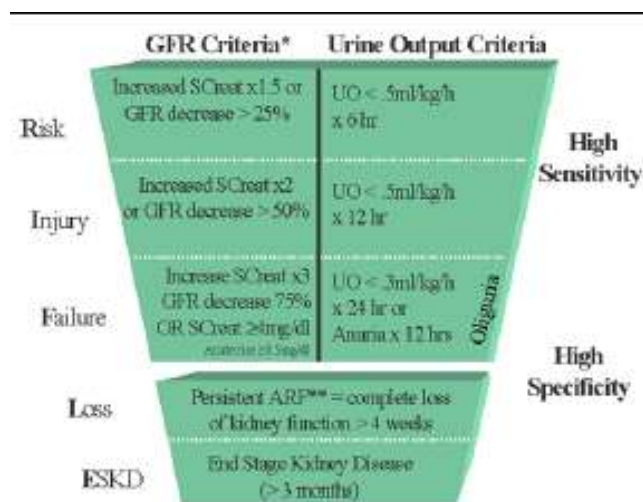 GFR Criteria* Urine Output Criteria
Risk
Increased SCreat x1.5 or
GFR decrease > 25%
UO < .5ml/kg/h
x 6 hr
High
Sensitivity
Injury
Increased SCreat x2
or GFR decrease > 50%
UO < .5ml/kg/h
x 12 hr
Failure
Increase SCreat x3
GFR decrease 75%
OR SCreat ≥4mg/dl
UO < .3ml/kg/h
x 24 hr or
Anuria x 12 hrs
Oliguria
High
Specificity
Loss
Persistent ARF** = complete loss
of kidney function > 4 weeks
ESKD
End Stage Kidney Disease
(> 3 months)